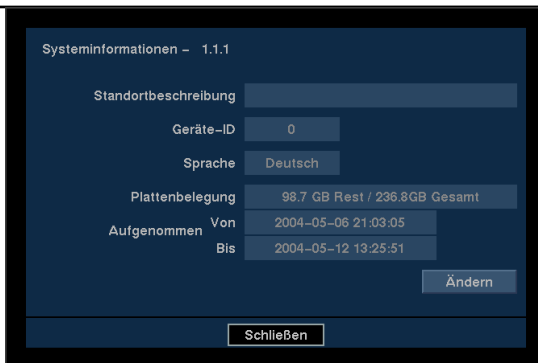 Systeminformationen – 1.1.1
Standortbeschreibung
Geräte–ID 0
Sprache Deutsch
Plattenbelegung 98.7 GB Rest / 236.8GB Gesamt
Aufgenommen Von 2004–05–06 21:03:05
Bis 2004–05–12 13:25:51
Ändern
Schließen